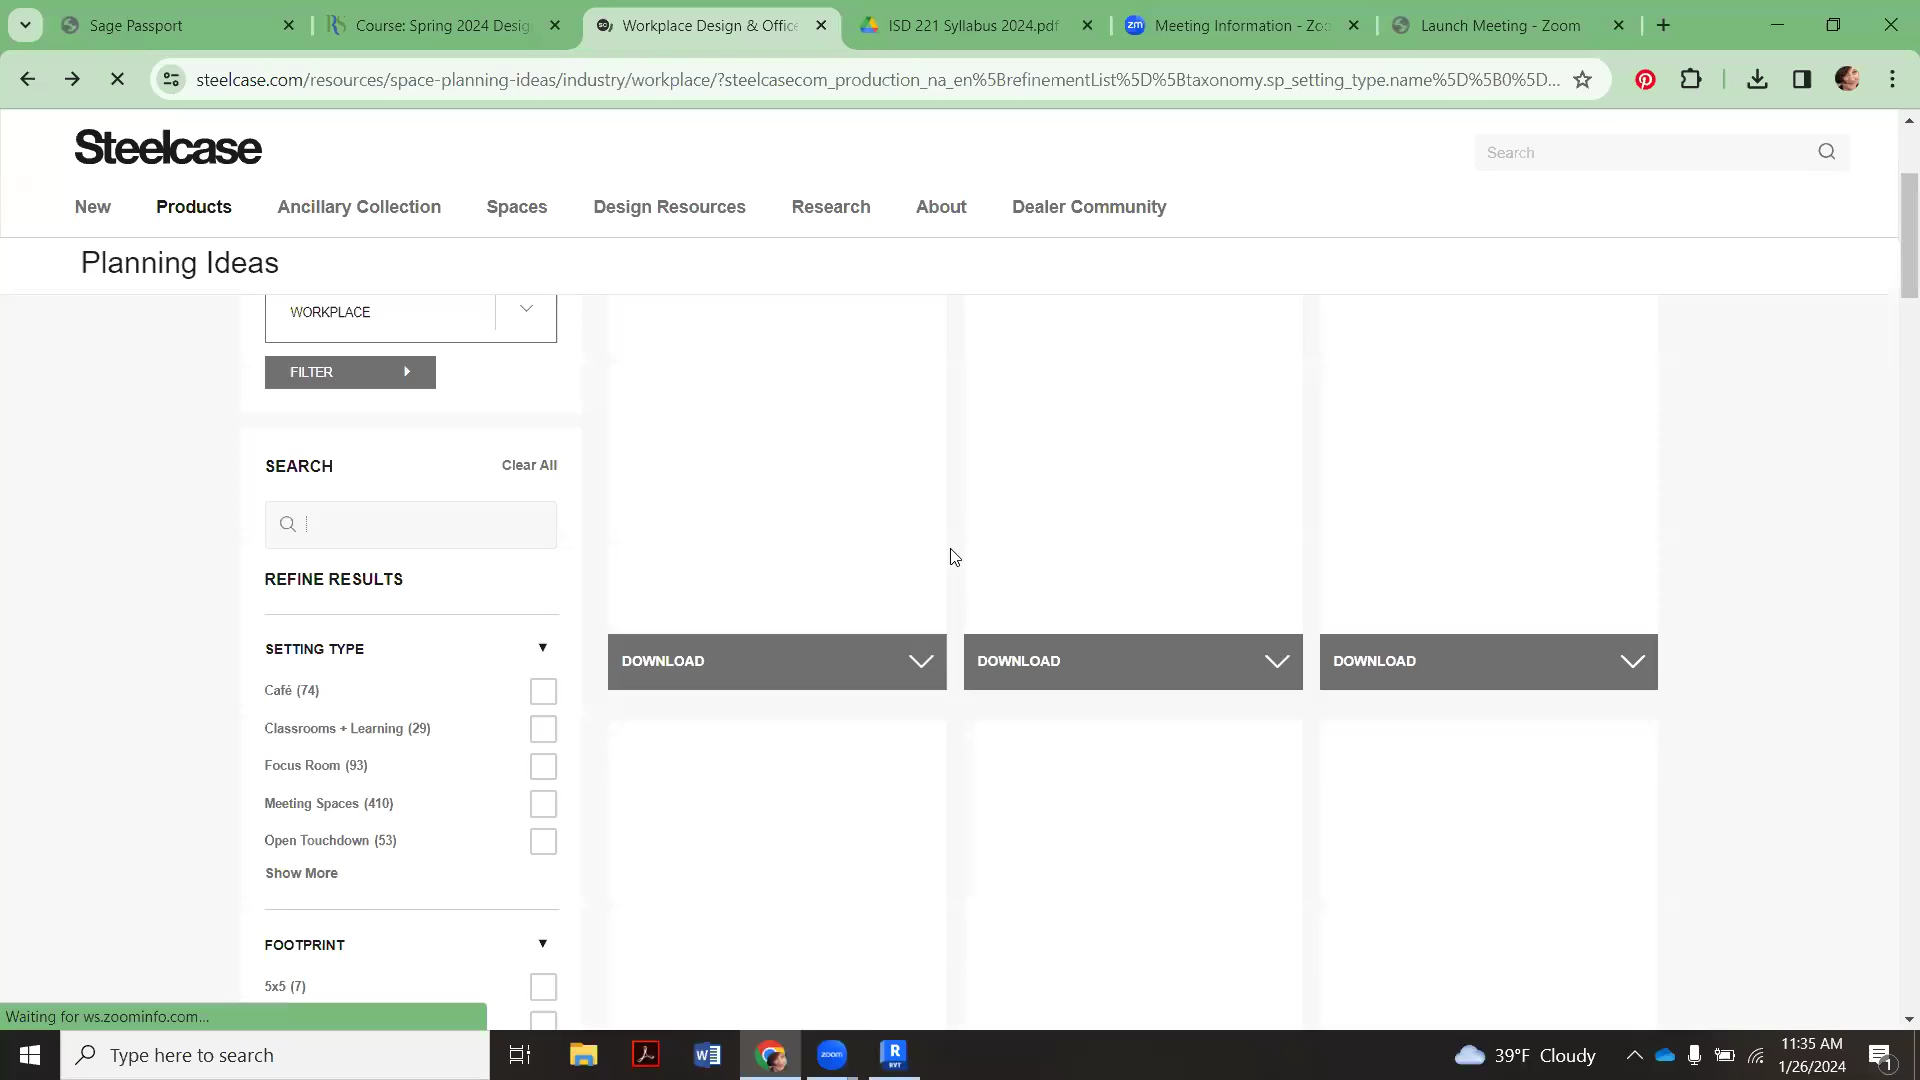 Sage Passport
Course: Spring 2024 Desig
Workplace Design & Office
ISD 221 Syllabus 2024.pdf
Meeting Information - Zo
Launch Meeting - Zoom
steelcase.com/resources/space-planning-ideas/industry/workplace/?steelcasecom_production_na_en%5BrefinementList%5D%5Btaxonomy.sp_setting_type.name%5D%5B0%5D...
Steelcase
Search
New
Products
Ancillary Collection
Spaces
Design Resources
Research
About
Dealer Community
Planning Ideas
WORKPLACE
FILTER
SEARCH
Clear All
REFINE RESULTS
SETTING TYPE
Café (74)
Classrooms + Learning (29)
Focus Room (93)
Meeting Spaces (410)
Open Touchdown (53)
Show More
FOOTPRINT
5x5 (7)
DOWNLOAD
DOWNLOAD
DOWNLOAD
Waiting for ws.zoominfo.com...
Type here to search
39°F Cloudy
11:35 AM
1/26/2024
1